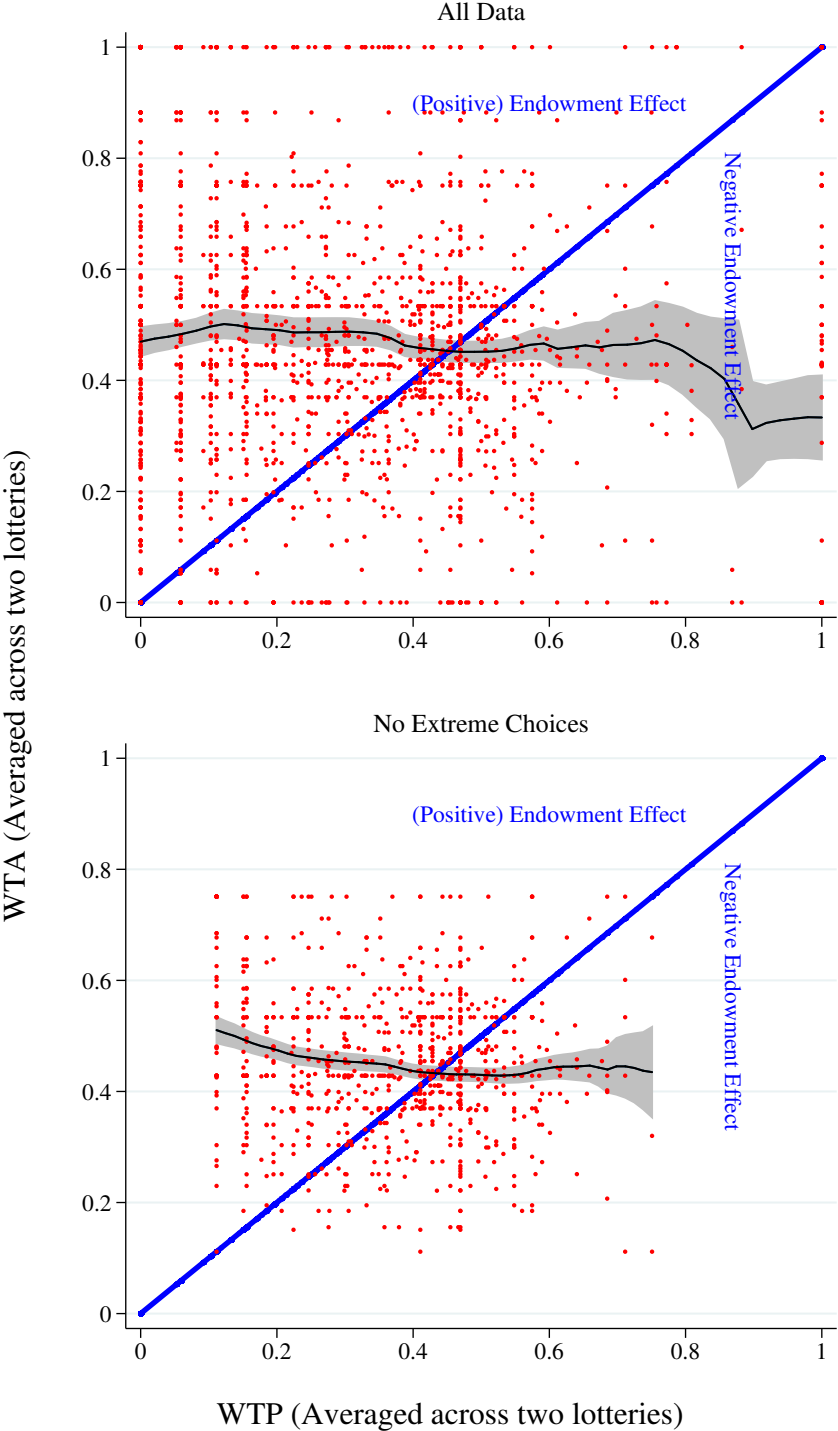 All Data
1
0.8
0.6
0.4
0.2
0
(Positive) Endowment Effect
Negative Endowment Effect
0 0.2 0.4 0.6 0.8 1
WTA (Averaged across two lotteries)
No Extreme Choices
1
0.8
0.6
0.4
0.2
0
(Positive) Endowment Effect
Negative Endowment Effect
0 0.2 0.4 0.6 0.8 1
WTP (Averaged across two lotteries)